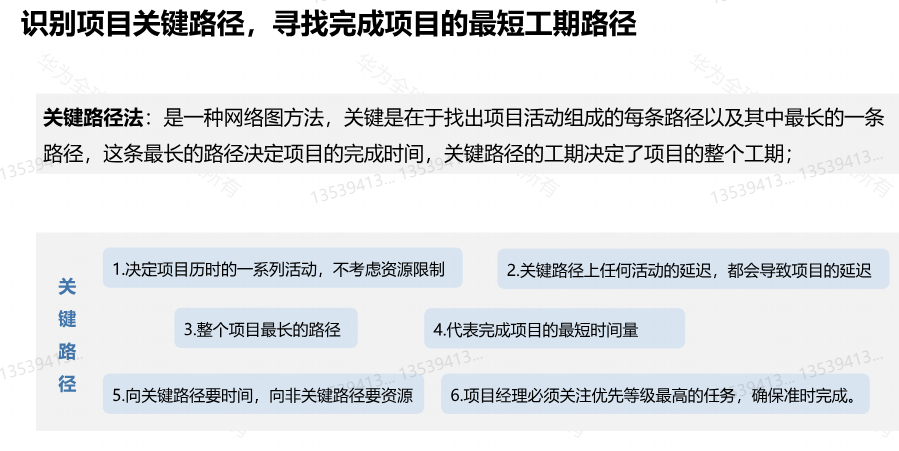 识别项目关键路径，寻找完成项目的最短工期路径
关键路径法：是一种网络图方法，关键是在于找出项目活动组成的每条路径以及其中最长的一条
路径，这条最长的路径决定项目的完成时间，关键路径的工期决定了项目的整个工期；
关键路径
1.决定项目历时的一系列活动，不考虑资源限制
2.关键路径上任何活动的延迟，都会导致项目的延迟
3.整个项目最长的路径
4.代表完成项目的最短时间量
5.向关键路径要时间，向非关键路径要资源
6.项目经理必须关注优先等级最高的任务，确保准时完成。
13539413...
13539413...
13539413...
13539413...